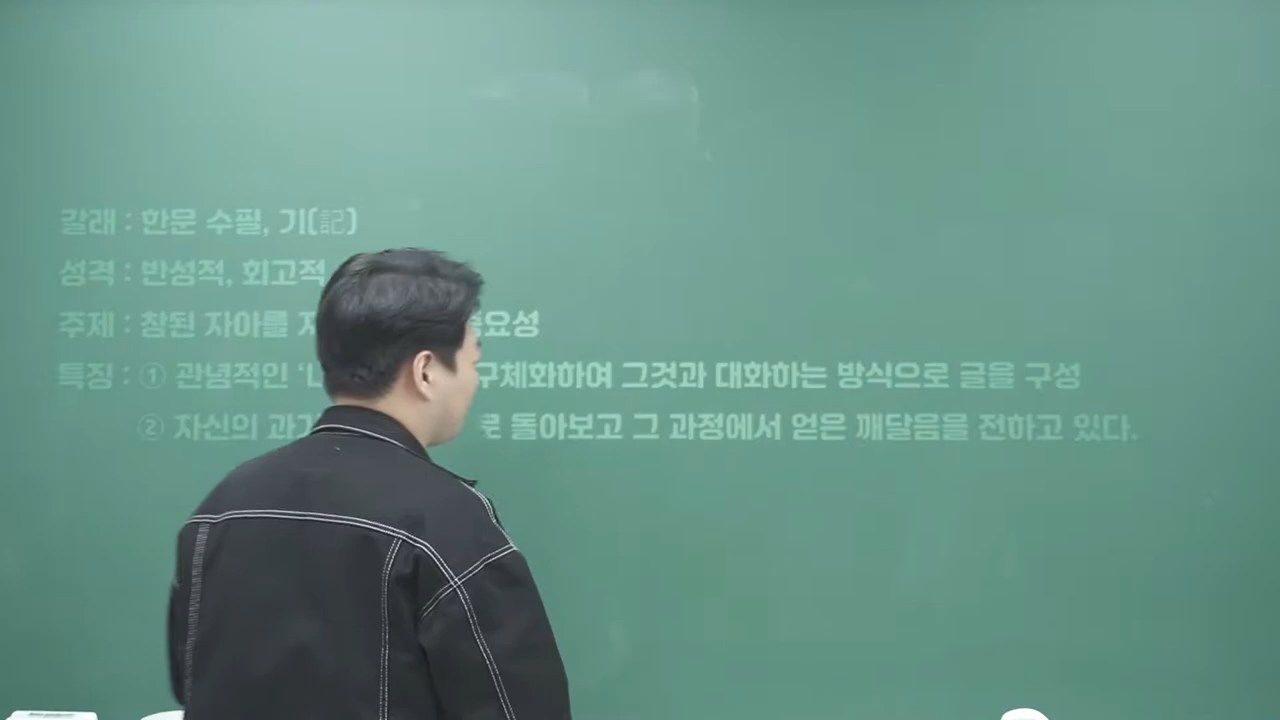 갈래 : 한문 수필, 기(記)
성격 : 반성적, 회고적
주제 : 참된 자아를 중요성
특징 : ① 관념적인 구체화하여 그것과 대화하는 방식으로 글을 구성
② 자신의 돌아보고 그 과정에서 얻은 깨달음을 전하고 있다.